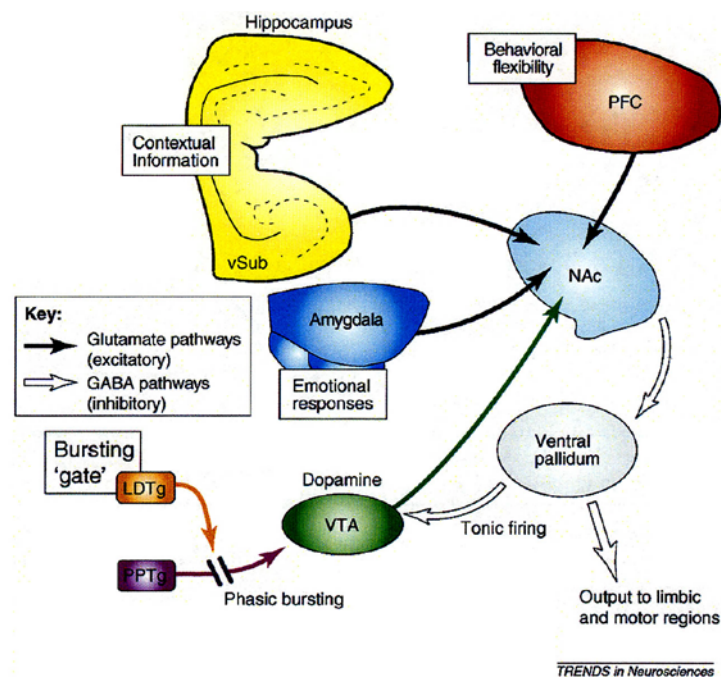 Hippocampus
Behavioral
flexibility
PFC
Contextual
Information
vSub
NAc
Key:
Glutamate pathways
(excitatory)
GABA pathways
(inhibitory)
Amygdala
Emotional
responses
Ventral
pallidum
Bursting
'gate'
LDTg
Dopamine
VTA
Tonic firing
PPTg
Phasic bursting
Output to limbic
and motor regions
TRENDS in Neurosciences